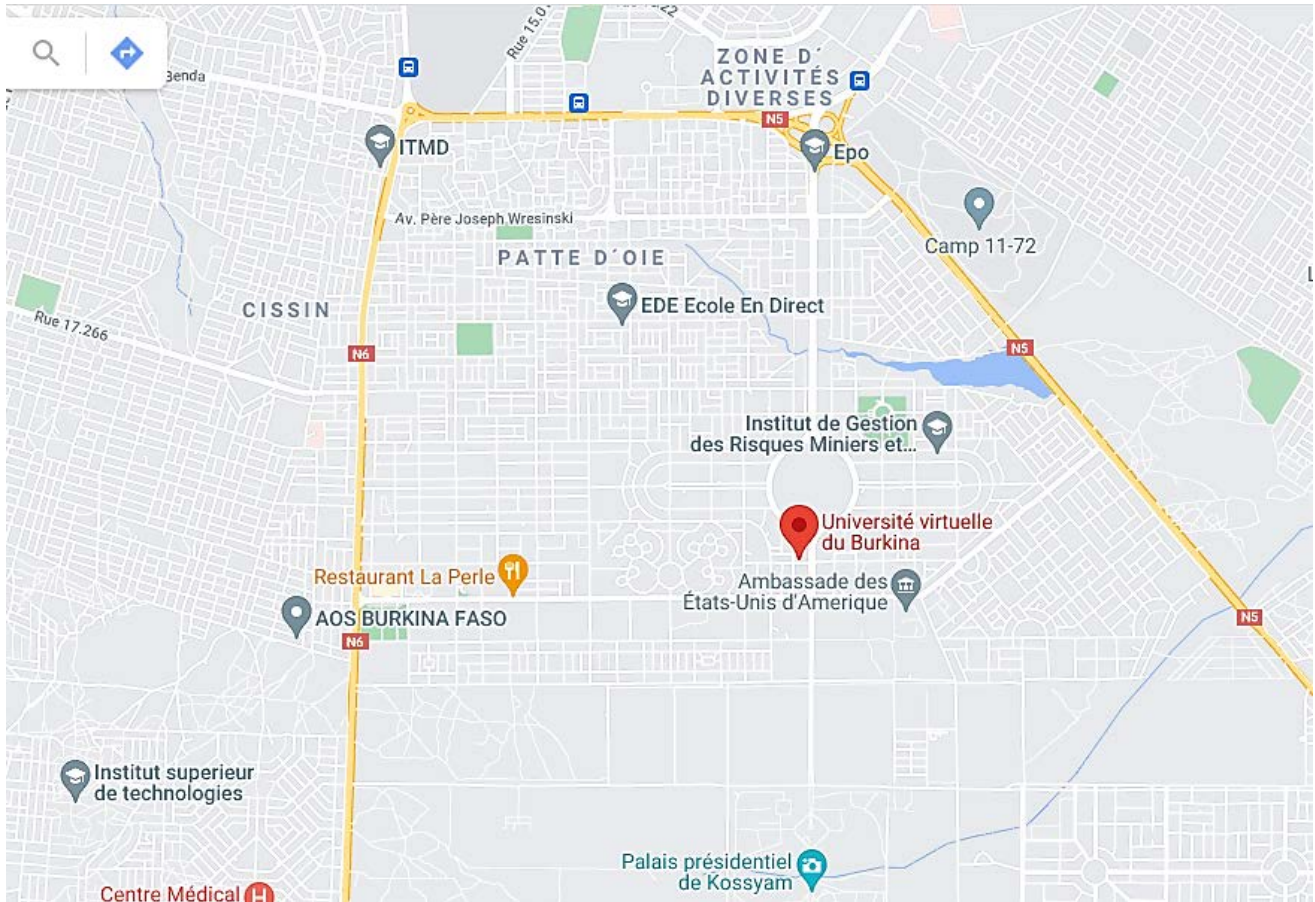 Rue 15.0
22
Benda
ZONE D´
ACTIVITÉS
DIVERSES
N5
ITMD
Epo
Av. Père Joseph Wresinski
Camp 11-72
PATTE D´OIE
CISSIN
EDE Ecole En Direct
Rue 17.266
N6
N5
Institut de Gestion
des Risques Miniers et...
Université virtuelle
du Burkina
Restaurant La Perle
Ambassade des
États-Unis d'Amerique
AOS BURKINA FASO
N5
N6
Institut superieur
de technologies
Palais présidentiel
de Kossyam
Centre Médical
H